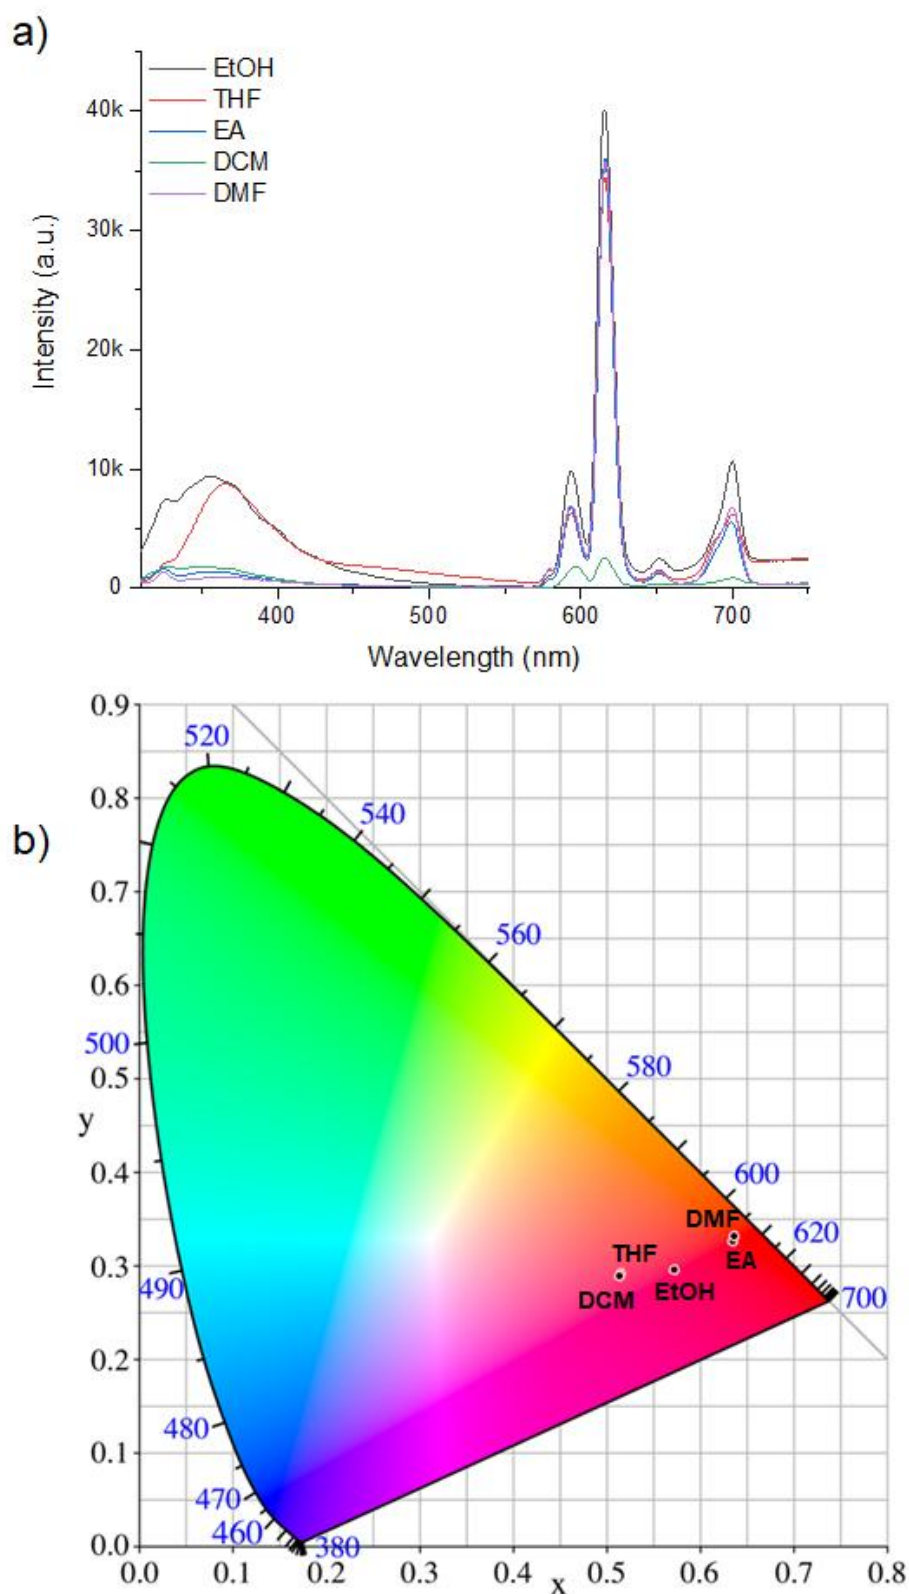 a)
EtOH
THF
EA
DCM
DMF
40k
30k
20k
10k
0
Intensity (a.u.)
400 500 600 700
Wavelength (nm)
b)
0.9
0.8
0.7
0.6
0.5
y
0.4
0.3
0.2
0.1
0.0
520
540
560
500
580
600
DMF
620
THF
EA
490
DCM
EtOH
700
480
470
460
380
0.0 0.1 0.2 0.3 0.4 0.5 0.6 0.7 0.8
x